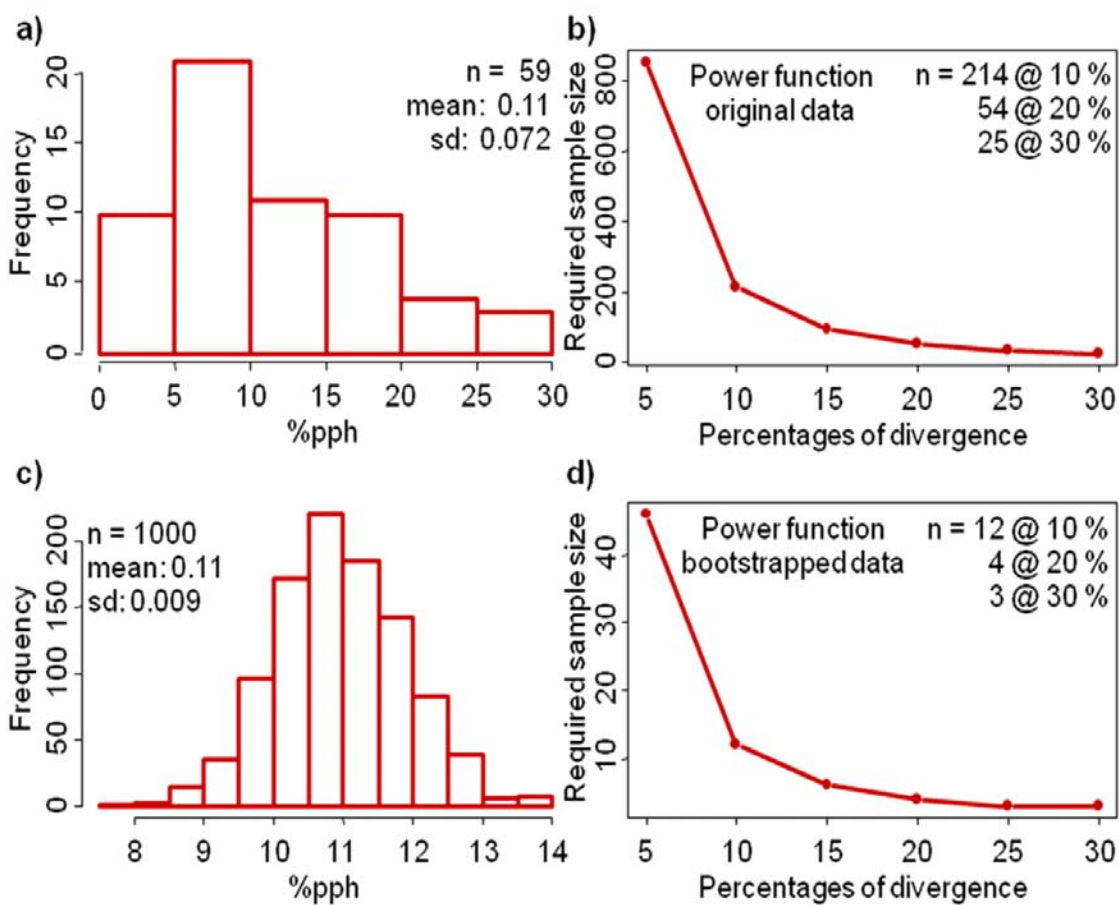 a)
n = 59
mean: 0.11
sd: 0.072
Frequency
0
5
10
15
20
0 5 10 15 20 25 30
%pph
b)
Power function
original data
n = 214 @ 10 %
54 @ 20 %
25 @ 30 %
Required sample size
0
200
400
600
800
5 10 15 20 25 30
Percentages of divergence
c)
n = 1000
mean: 0.11
sd: 0.009
Frequency
0
50
100
150
200
8 9 10 11 12 13 14
%pph
d)
Power function
bootstrapped data
n = 12 @ 10 %
4 @ 20 %
3 @ 30 %
Required sample size
10
20
30
40
5 10 15 20 25 30
Percentages of divergence